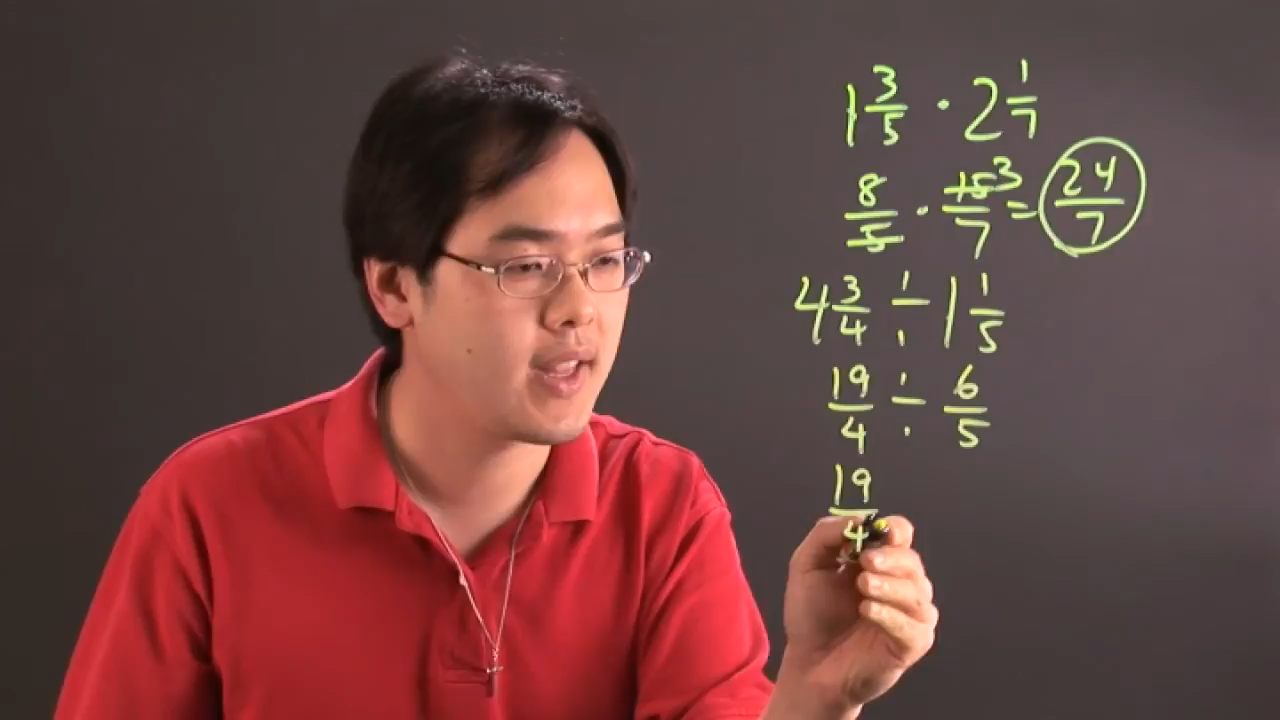 1 3/5 · 2 1/7
8/5 · 15/7 3 = 24/7
4 3/4 ÷ 1 1/5
19/4 ÷ 6/5
19/4